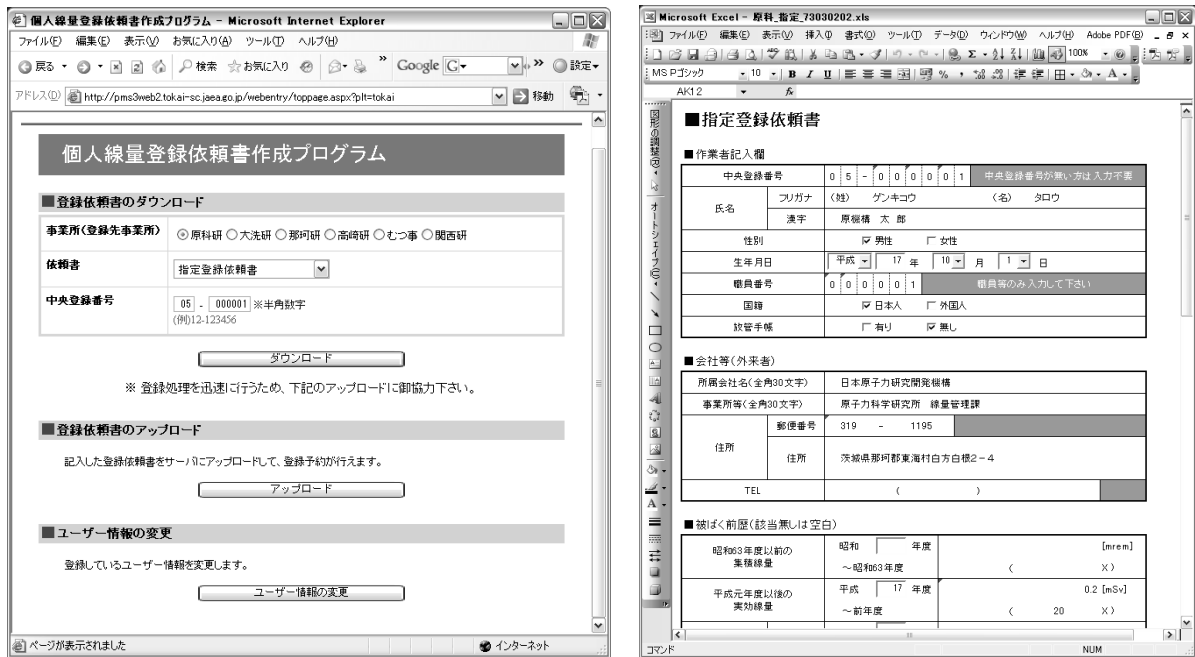 個人線量登録依頼書作成プログラム - Microsoft Internet Explorer
ファイル(F) 編集(E) 表示(V) お気に入り(A) ツール(T) ヘルプ(H)
戻る 検索 お気に入り Google G 設定
アドレス(D) http://pms3web2.tokai-sc.jaea.go.jp/webentry/toppage.aspx?plt=tokai 移動
個人線量登録依頼書作成プログラム
■登録依頼書のダウンロード
事業所(登録先事業所) ◉原科研 ○大洗研 ○那珂研 ○高崎研 ○むつ事 ○関西研
依頼書 指定登録依頼書
中央登録番号 05 - 000001 ※半角数字
(例)12-123456
ダウンロード
※ 登録処理を迅速に行うため、下記のアップロードに御協力下さい。
■登録依頼書のアップロード
記入した登録依頼書をサーバにアップロードして、登録予約が行えます。
アップロード
■ユーザー情報の変更
登録しているユーザー情報を変更します。
ユーザー情報の変更
ページが表示されました インターネット
Microsoft Excel - 原科_指定_73030202.xls
ファイル(F) 編集(E) 表示(V) 挿入(I) 書式(O) ツール(T) データ(D) ウィンドウ(W) ヘルプ(H) Adobe PDF(B)
100%
MS Pゴシック 10 B I U
AK12 fx
図形の調整(R)
オートシェイプ(U)
■指定登録依頼書
■作業者記入欄
中央登録番号 0 5 - 0 0 0 0 0 1 中央登録番号が無い方は入力不要
氏名 フリガナ (姓) ゲンキコウ (名) タロウ
漢字 原機構 太 郎
性別 ☑ 男性 ☐ 女性
生年月日 平成 17 年 10 月 1 日
職員番号 0 0 0 0 0 1 職員等のみ入力して下さい
国籍 ☑ 日本人 ☐ 外国人
放管手帳 ☐ 有り ☑ 無し
■会社等(外来者)
所属会社名(全角30文字) 日本原子力研究開発機構
事業所等(全角30文字) 原子力科学研究所 線量管理課
住所 郵便番号 319 - 1195
住所 茨城県那珂郡東海村白方白根2-4
TEL ( )
■被ばく前歴(該当無しは空白)
昭和63年度以前の集積線量 昭和 年度 [mrem]
～昭和63年度 ( X )
平成元年度以後の実効線量 平成 17 年度 0.2 [mSv]
～前年度 ( 20 X )
コマンド NUM